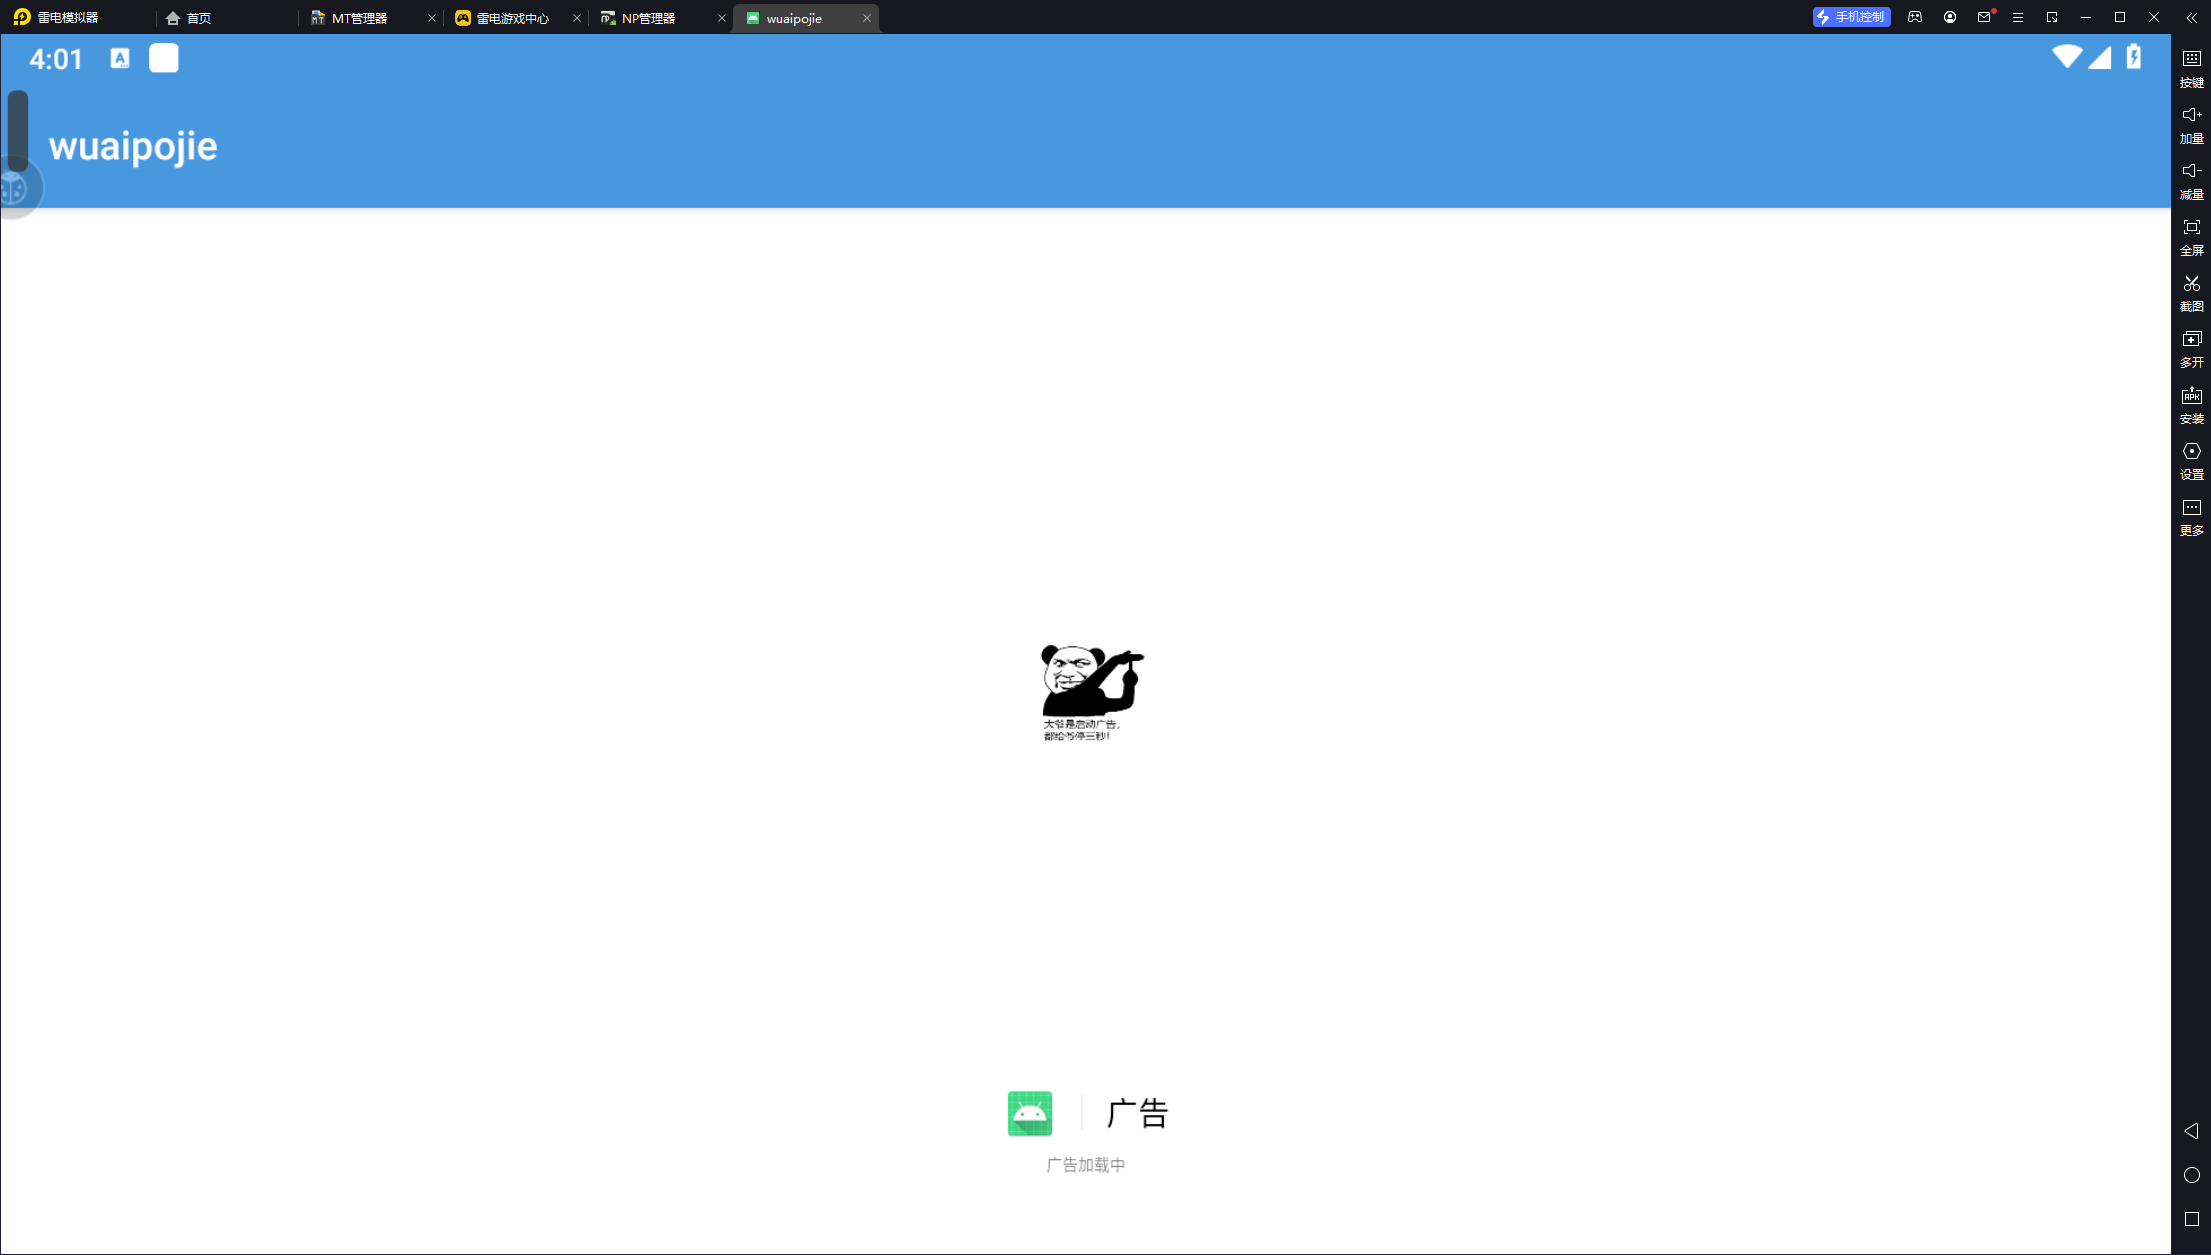 雷电模拟器
首页
MT管理器
雷电游戏中心
NP管理器
wuaipojie
手机控制
4:01
A
wuaipojie
按键
加量
减量
全屏
截图
多开
APK
安装
设置
更多
大爷是启动广告，
都给爷停三秒！
广告
广告加载中